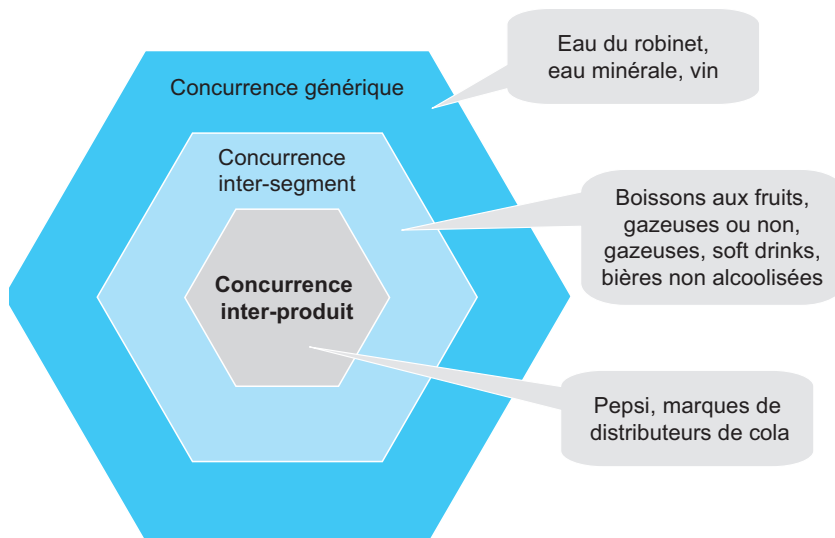 Eau du robinet,
eau minérale, vin
Concurrence générique
Concurrence
inter-segment
Boissons aux fruits,
gazeuses ou non,
gazeuses, soft drinks,
bières non alcoolisées
Concurrence
inter-produit
Pepsi, marques de
distributeurs de cola